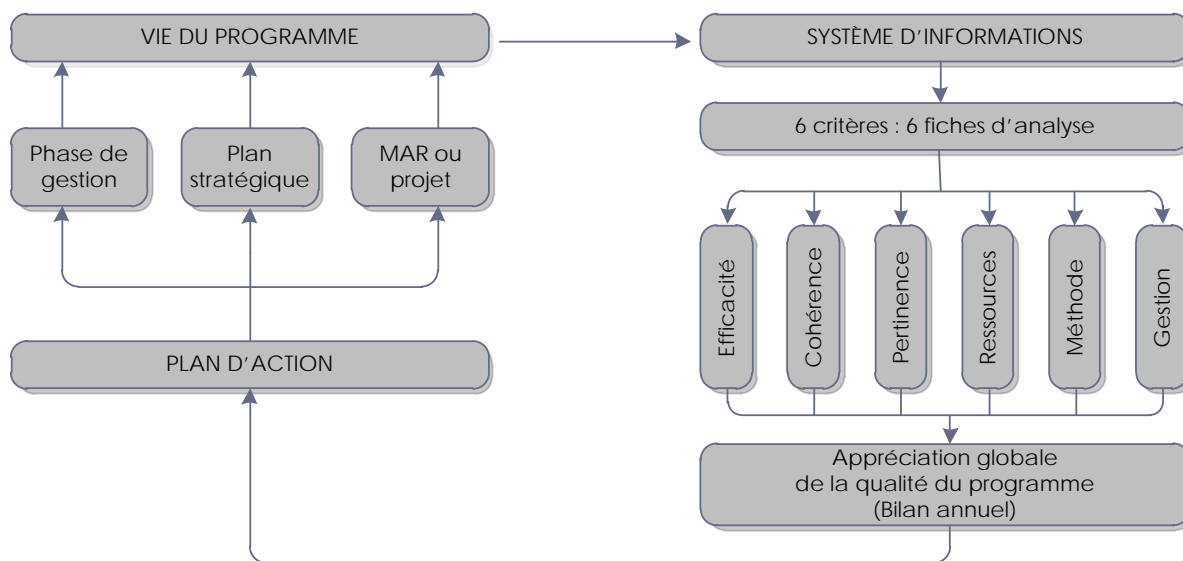 VIE DU PROGRAMME
SYSTÈME D'INFORMATIONS
6 critères : 6 fiches d'analyse
Phase de
gestion
Plan
stratégique
MAR ou
projet
Efficacité
Cohérence
Pertinence
Ressources
Méthode
Gestion
PLAN D'ACTION
Appréciation globale
de la qualité du programme
(Bilan annuel)